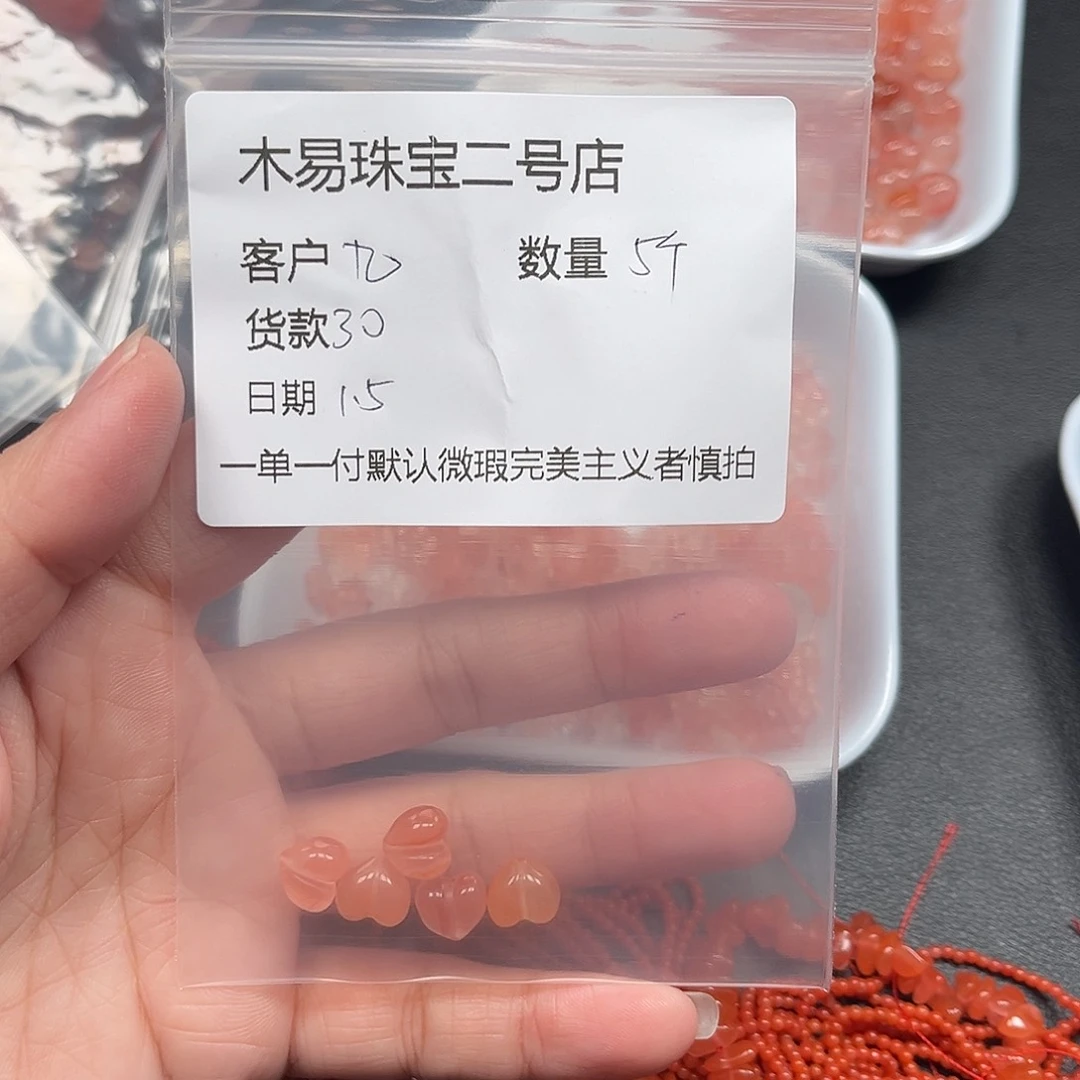 木易珠宝二号店
客户 数量 5个
货款30
日期 1.5
一单一付默认微瑕完美主义者慎拍